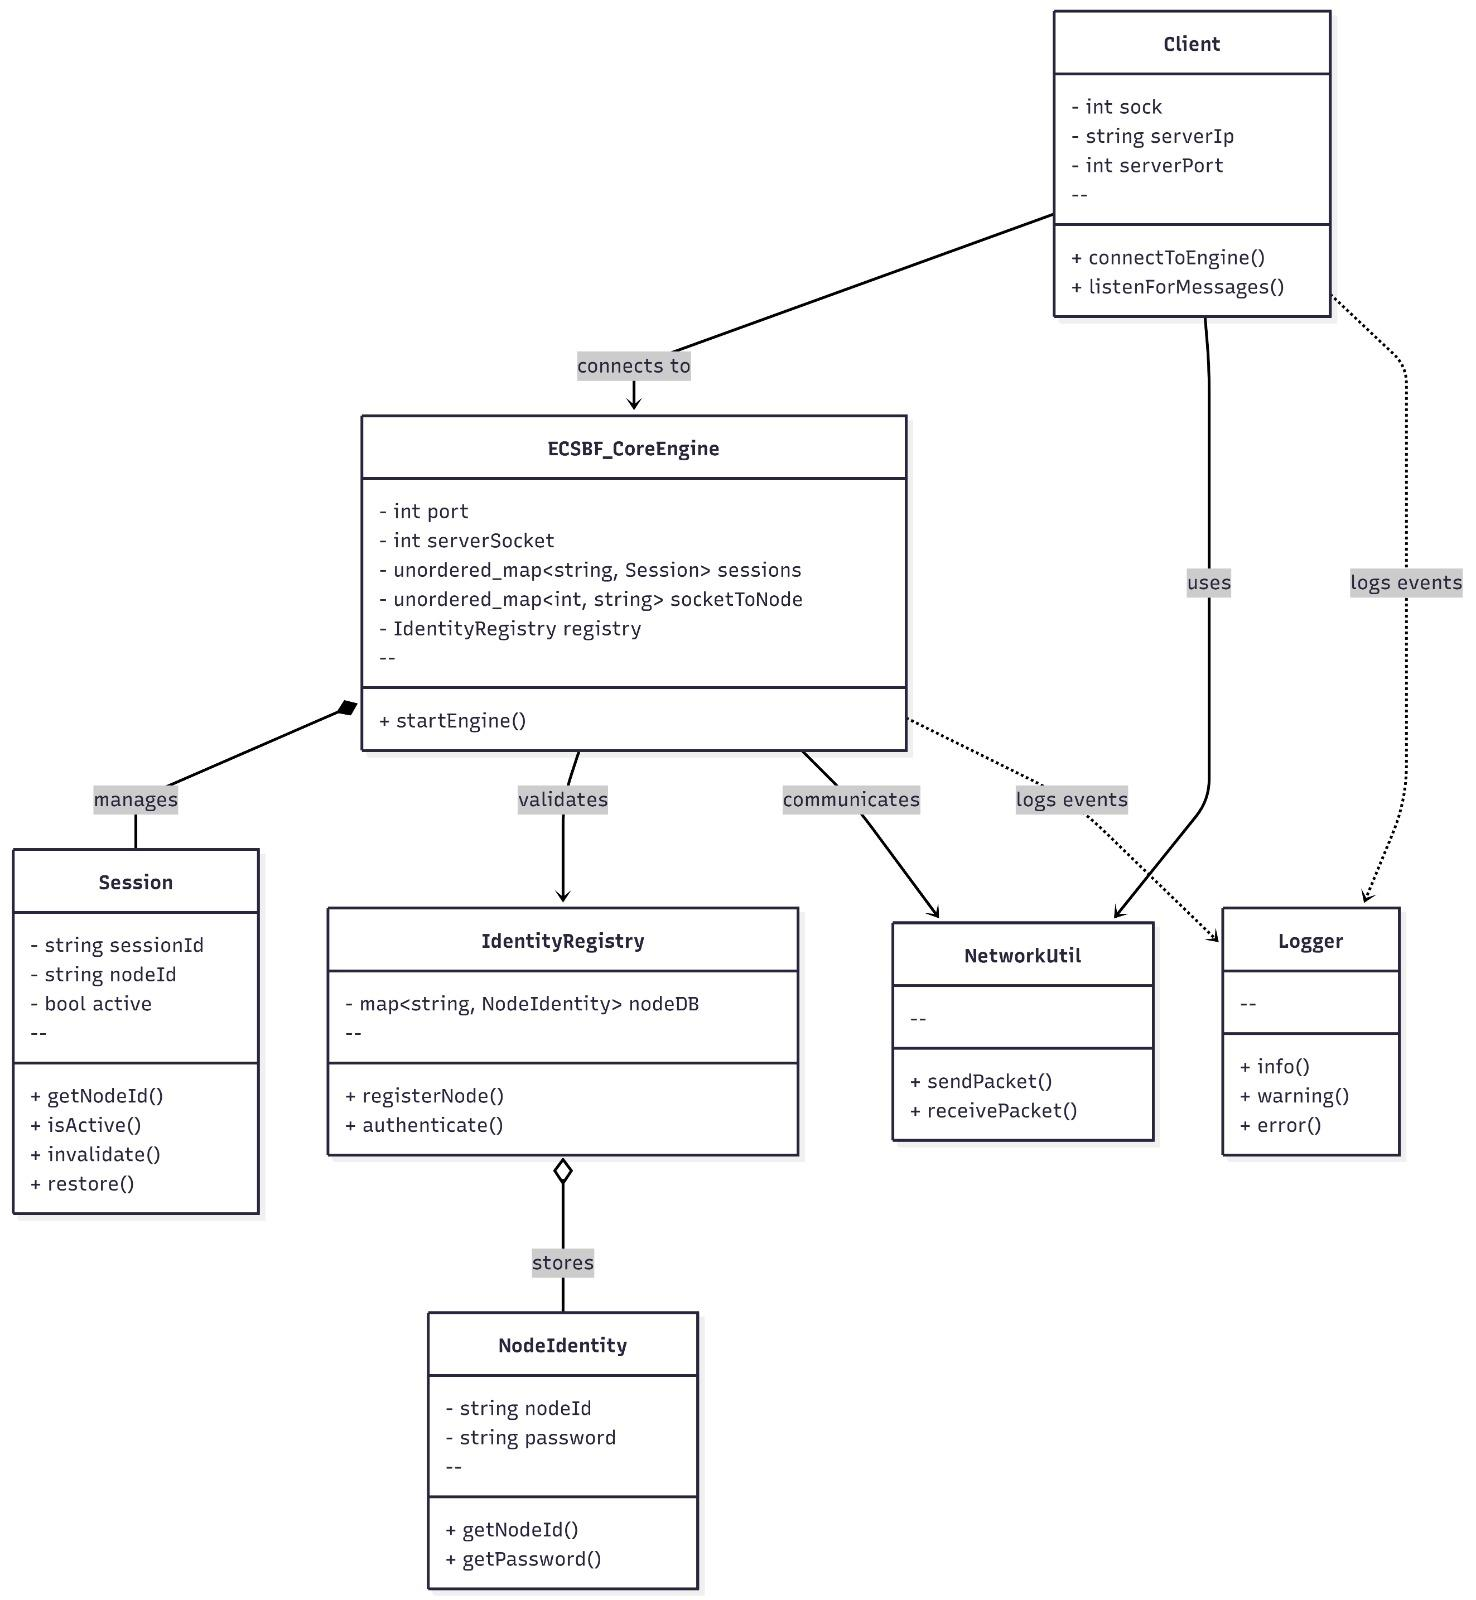 Client
- int sock
- string serverIp
- int serverPort
--
+ connectToEngine()
+ listenForMessages()
connects to
ECSBF_CoreEngine
- int port
- int serverSocket
- unordered_map<string, Session> sessions
- unordered_map<int, string> socketToNode
- IdentityRegistry registry
--
+ startEngine()
uses
logs events
manages
validates
communicates
logs events
Session
- string sessionId
- string nodeId
- bool active
--
+ getNodeId()
+ isActive()
+ invalidate()
+ restore()
IdentityRegistry
- map<string, NodeIdentity> nodeDB
--
+ registerNode()
+ authenticate()
NetworkUtil
--
+ sendPacket()
+ receivePacket()
Logger
--
+ info()
+ warning()
+ error()
stores
NodeIdentity
- string nodeId
- string password
--
+ getNodeId()
+ getPassword()